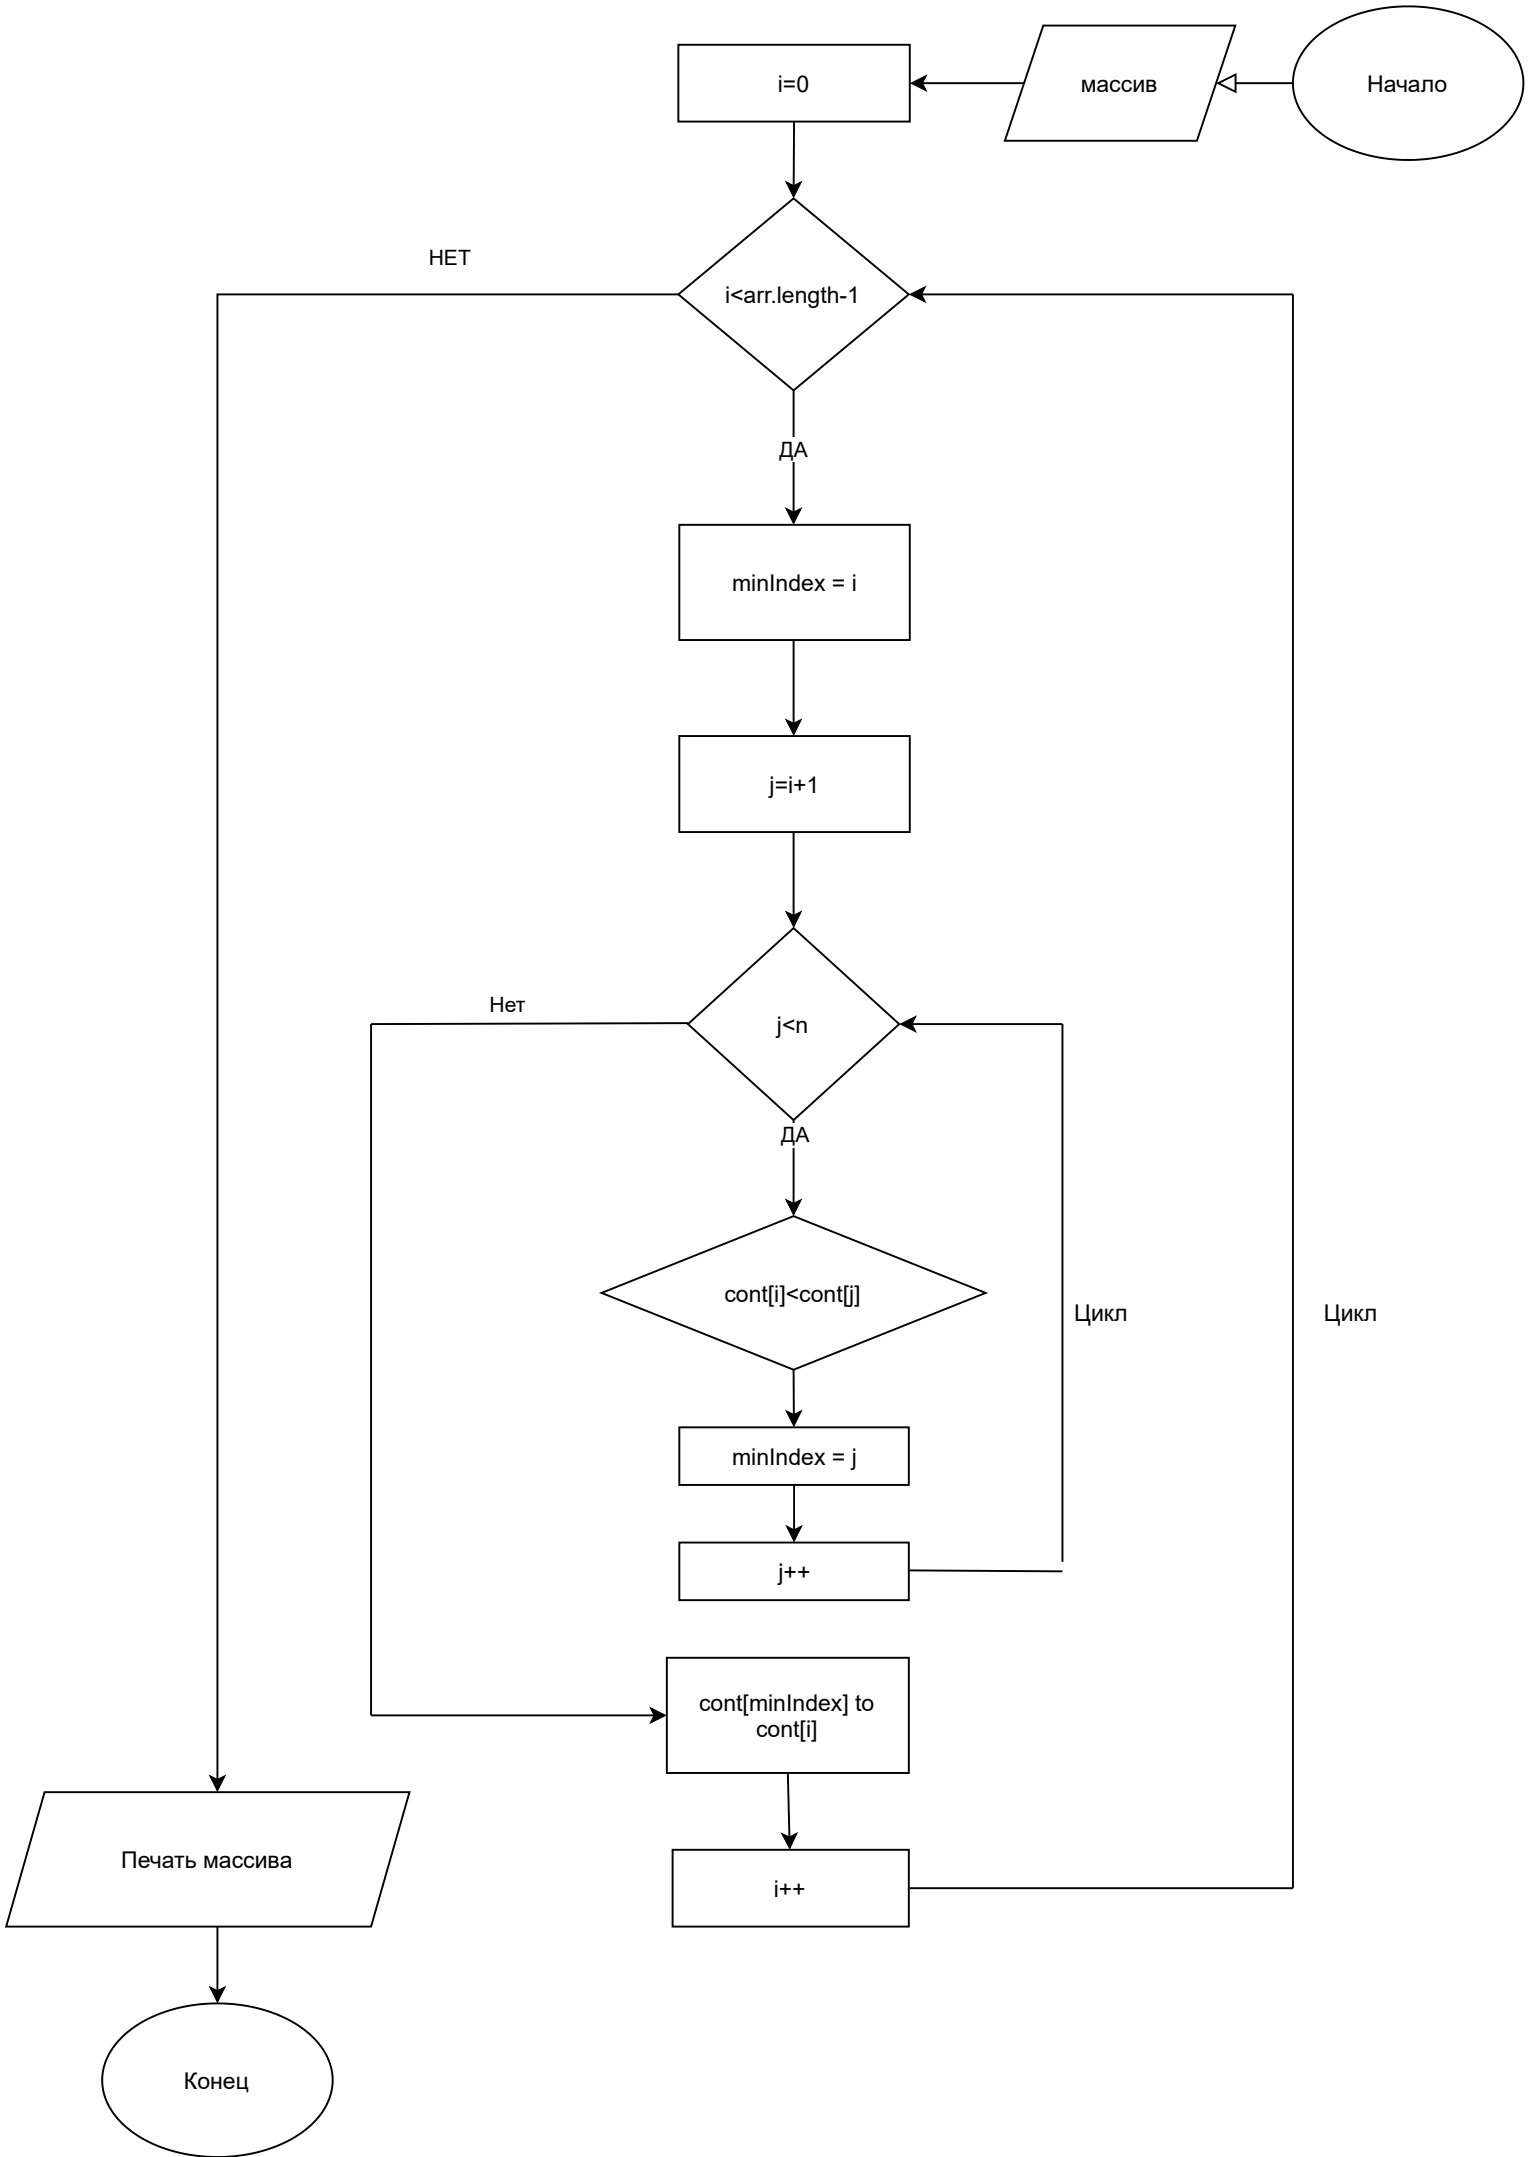 Начало
массив
i=0
i<arr.length-1
НЕТ
ДА
minIndex = i
j=i+1
j<n
Нет
ДА
cont[i]<cont[j]
Цикл
Цикл
minIndex = j
j++
cont[minIndex] to
cont[i]
i++
Печать массива
Конец